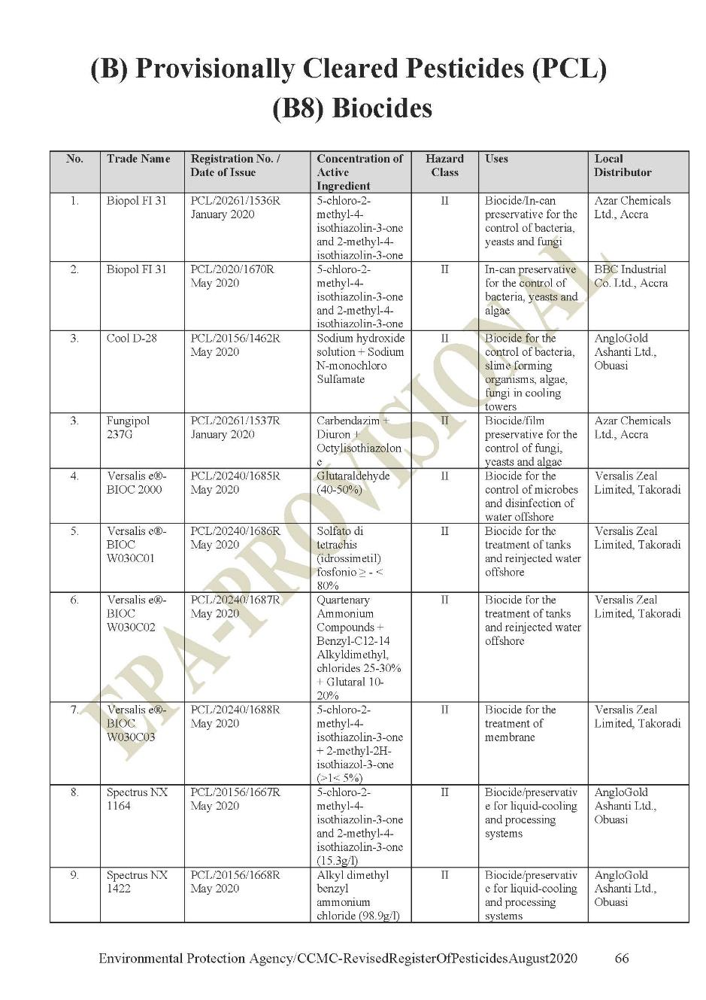 (B) Provisionally Cleared Pesticides (PCL)
(B8) Biocides
No. Trade Name Registration No. / Concentration of Hazard Uses Local
Date of Issue Active Class Distributor
Ingredient
1. Biopol FI 31 PCL/20261/1536R 5-chloro-2- II Biocide/In-can Azar Chemicals
January 2020 methyl-4- preservative for the Ltd., Accra
isothiazolin-3-one control of bacteria,
and 2-methyl-4- yeasts and fungi
isothiazolin-3-one
2. Biopol FI 31 PCL/2020/1670R 5-chloro-2- II In-can preservative BBC Industrial
May 2020 methyl-4- for the control of Co. Ltd., Accra
isothiazolin-3-one bacteria, yeasts and
and 2-methyl-4- algae
isothiazolin-3-one
3. Cool D-28 PCL/20156/1462R Sodium hydroxide II Biocide for the AngloGold
May 2020 solution + Sodium control of bacteria, Ashanti Ltd.,
N-monochloro slime forming Obuasi
Sulfamate organisms, algae,
fungi in cooling
towers
3. Fungipol PCL/20261/1537R Carbendazim + II Biocide/film Azar Chemicals
237G January 2020 Diuron + preservative for the Ltd., Accra
Octylisothiazolon control of fungi,
e yeasts and algae
4. Versalis e®- PCL/20240/1685R Glutaraldehyde II Biocide for the Versalis Zeal
BIOC 2000 May 2020 (40-50%) control of microbes Limited, Takoradi
and disinfection of
water offshore
5. Versalis e®- PCL/20240/1686R Solfato di II Biocide for the Versalis Zeal
BIOC May 2020 tetrachis treatment of tanks Limited, Takoradi
W030C01 (idrossimetil) and reinjected water
fosfonio ≥ - < offshore
80%
6. Versalis e®- PCL/20240/1687R Quartenary II Biocide for the Versalis Zeal
BIOC May 2020 Ammonium treatment of tanks Limited, Takoradi
W030C02 Compounds + and reinjected water
Benzyl-C12-14 offshore
Alkyldimethyl,
chlorides 25-30%
+ Glutaral 10-
20%
7. Versalis e®- PCL/20240/1688R 5-chloro-2- II Biocide for the Versalis Zeal
BIOC May 2020 methyl-4- treatment of Limited, Takoradi
W030C03 isothiazolin-3-one membrane
+ 2-methyl-2H-
isothiazol-3-one
(>1≤ 5%)
8. Spectrus NX PCL/20156/1667R 5-chloro-2- II Biocide/preservativ AngloGold
1164 May 2020 methyl-4- e for liquid-cooling Ashanti Ltd.,
isothiazolin-3-one and processing Obuasi
and 2-methyl-4- systems
isothiazolin-3-one
(15.3g/l)
9. Spectrus NX PCL/20156/1668R Alkyl dimethyl II Biocide/preservativ AngloGold
1422 May 2020 benzyl e for liquid-cooling Ashanti Ltd.,
ammonium and processing Obuasi
chloride (98.9g/l) systems
EPA-PROVISIONAL
Environmental Protection Agency/CCMC-RevisedRegisterOfPesticidesAugust2020 66